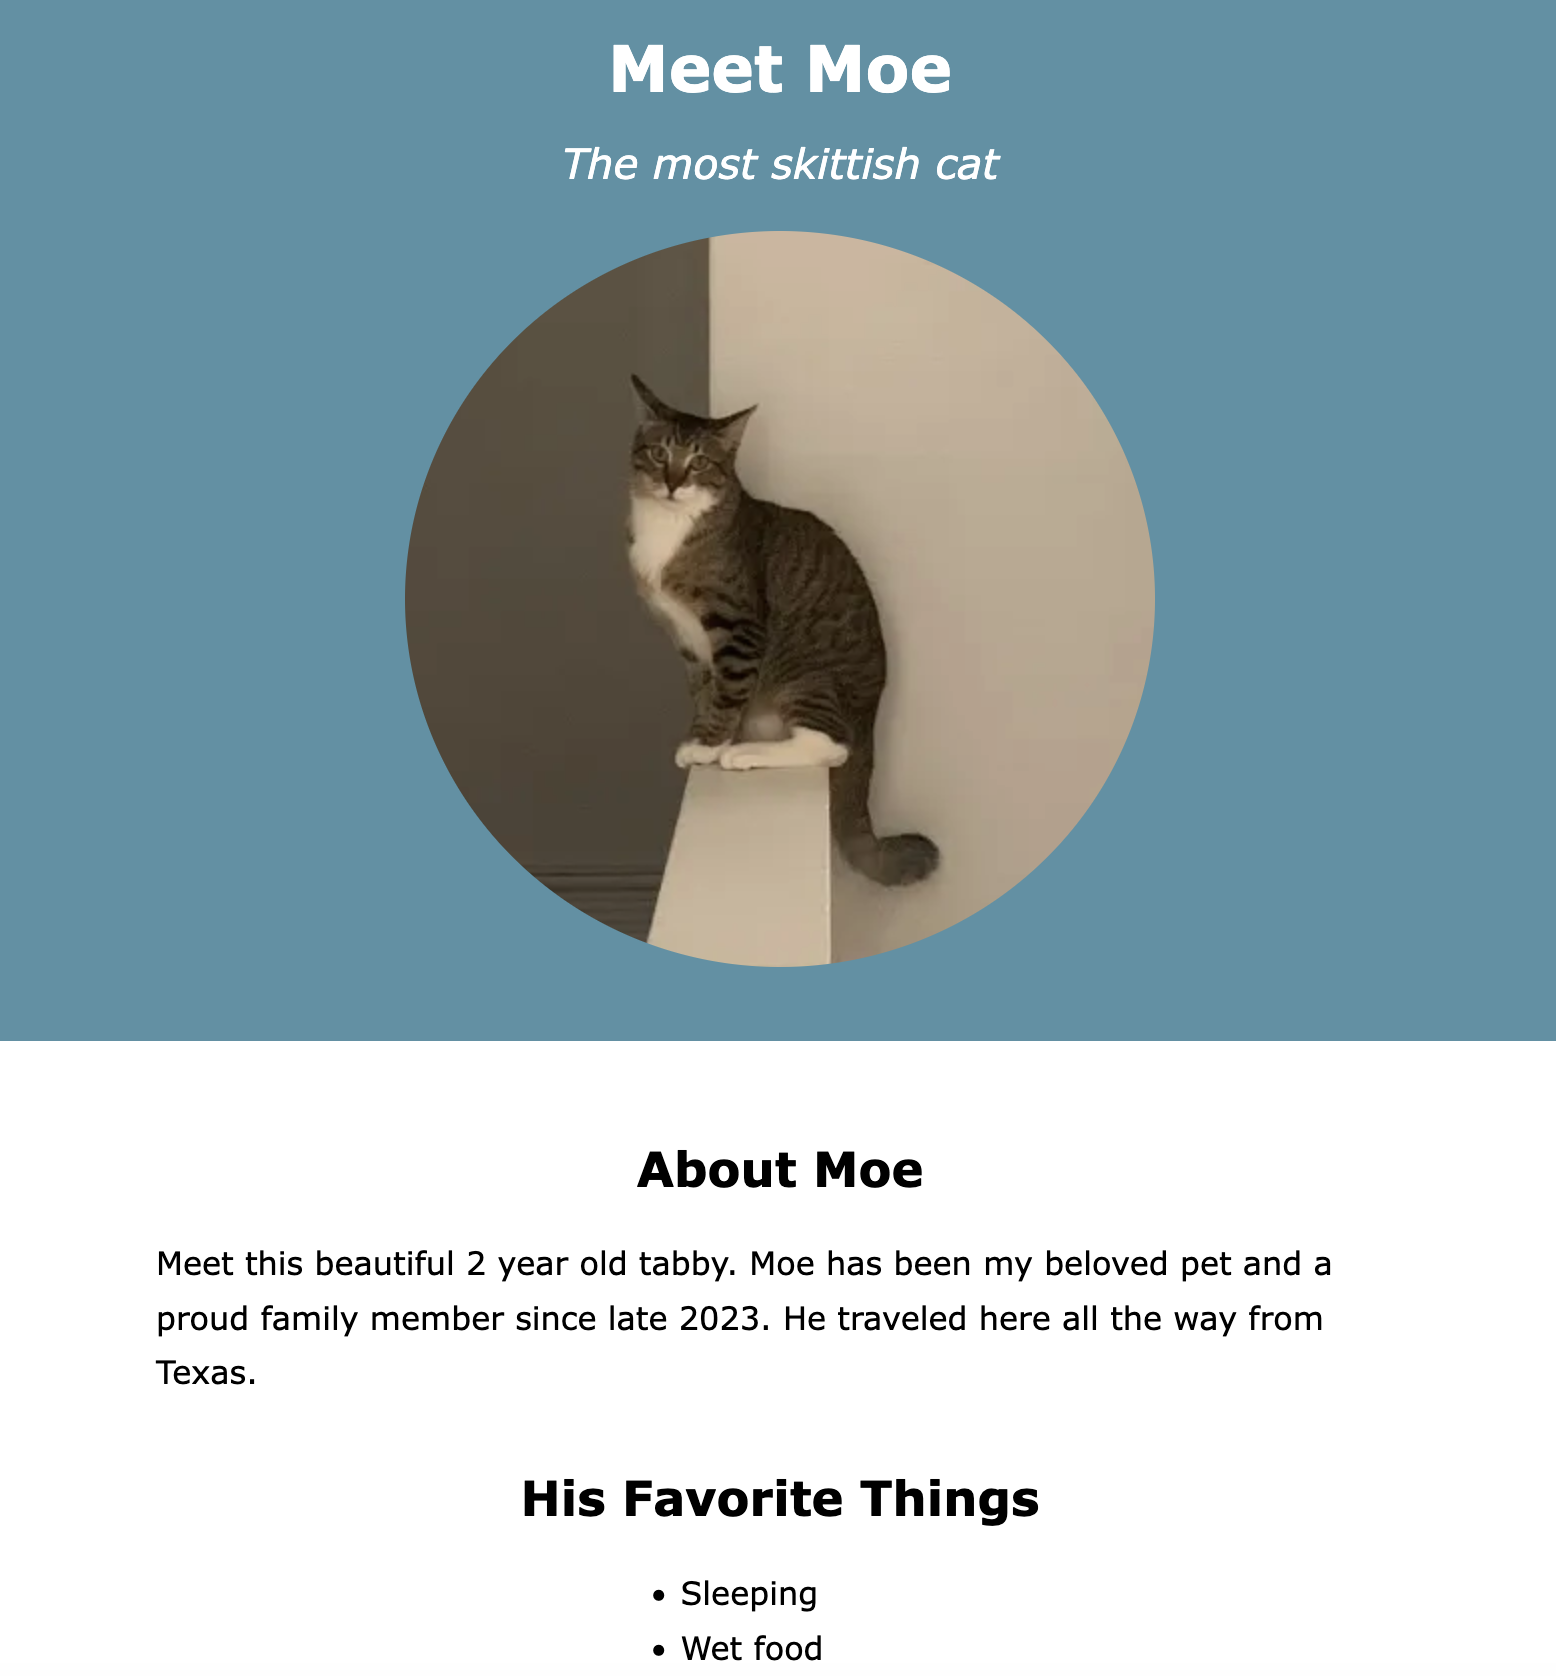 Meet Moe
The most skittish cat
About Moe
Meet this beautiful 2 year old tabby. Moe has been my beloved pet and a
proud family member since late 2023. He traveled here all the way from
Texas.
His Favorite Things
• Sleeping
• Wet food